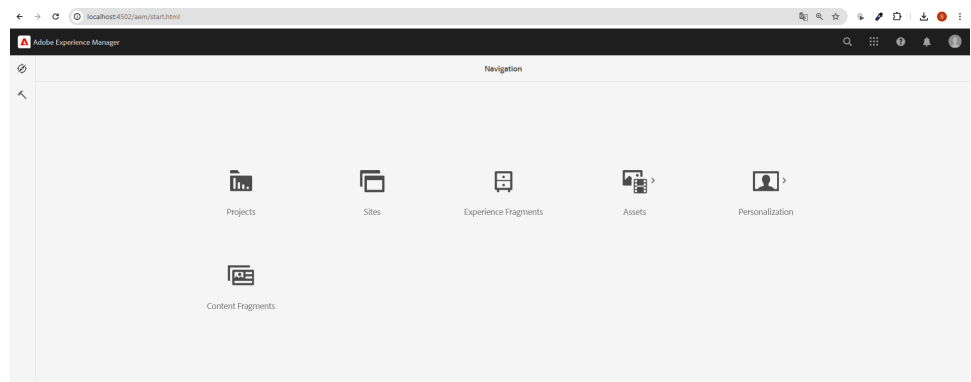 localhost:4502/aem/start.html
Adobe Experience Manager
Navigation
Projects
Sites
Experience Fragments
Assets
Personalization
Content Fragments